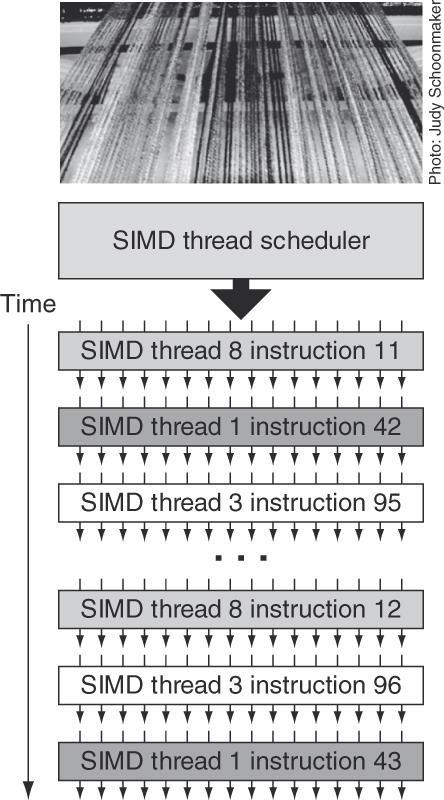 Photo: Judy Schoonmaker
SIMD thread scheduler
Time
SIMD thread 8 instruction 11
SIMD thread 1 instruction 42
SIMD thread 3 instruction 95
. . .
SIMD thread 8 instruction 12
SIMD thread 3 instruction 96
SIMD thread 1 instruction 43